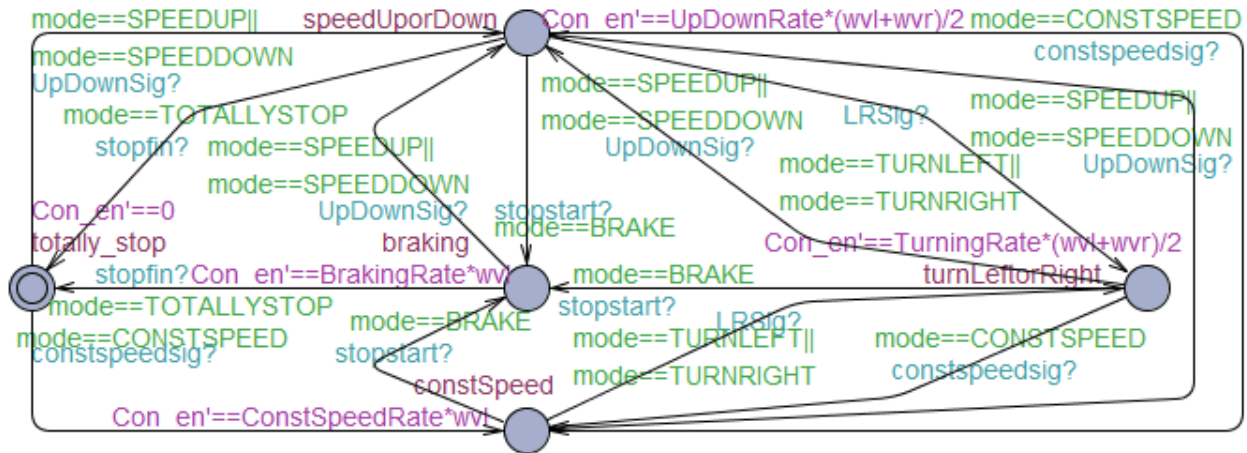 mode==SPEEDUP||
speedUporDown
Con_en'==UpDownRate*(wvl+wvr)/2
mode==CONSTSPEED
mode==SPEEDDOWN
constspeedsig?
UpDownSig?
mode==SPEEDUP||
mode==SPEEDUP||
mode==TOTALLYSTOP
mode==SPEEDDOWN
LRSig?
mode==SPEEDDOWN
stopfin?
mode==SPEEDUP||
UpDownSig?
mode==TURNLEFT||
UpDownSig?
mode==SPEEDDOWN
mode==TURNRIGHT
Con_en'==0
UpDownSig?
stopstart?
mode==BRAKE
totally_stop
braking
Con_en'==TurningRate*(wvl+wvr)/2
stopfin?
Con_en'==BrakingRate*wvl
mode==BRAKE
turnLeftorRight
mode==TOTALLYSTOP
stopstart?
mode==BRAKE
LRSig?
mode==CONSTSPEED
mode==TURNLEFT||
mode==CONSTSPEED
constspeedsig?
stopstart?
mode==TURNRIGHT
constspeedsig?
constSpeed
Con_en'==ConstSpeedRate*wvl